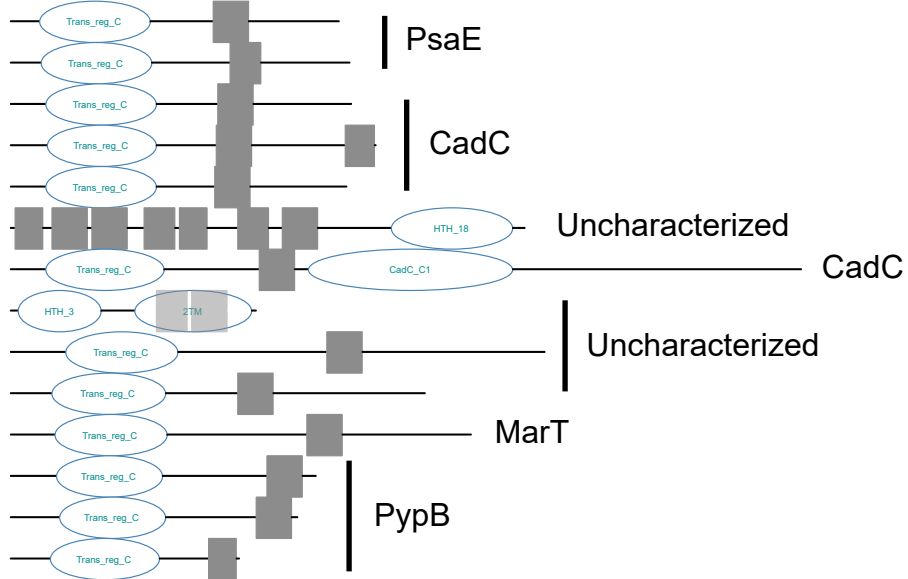 Trans_reg_C
PsaE
Trans_reg_C
Trans_reg_C
Trans_reg_C
CadC
Trans_reg_C
HTH_18
Uncharacterized
Trans_reg_C
CadC_C1
CadC
HTH_3
2TM
Trans_reg_C
Uncharacterized
Trans_reg_C
Trans_reg_C
MarT
Trans_reg_C
Trans_reg_C
PypB
Trans_reg_C